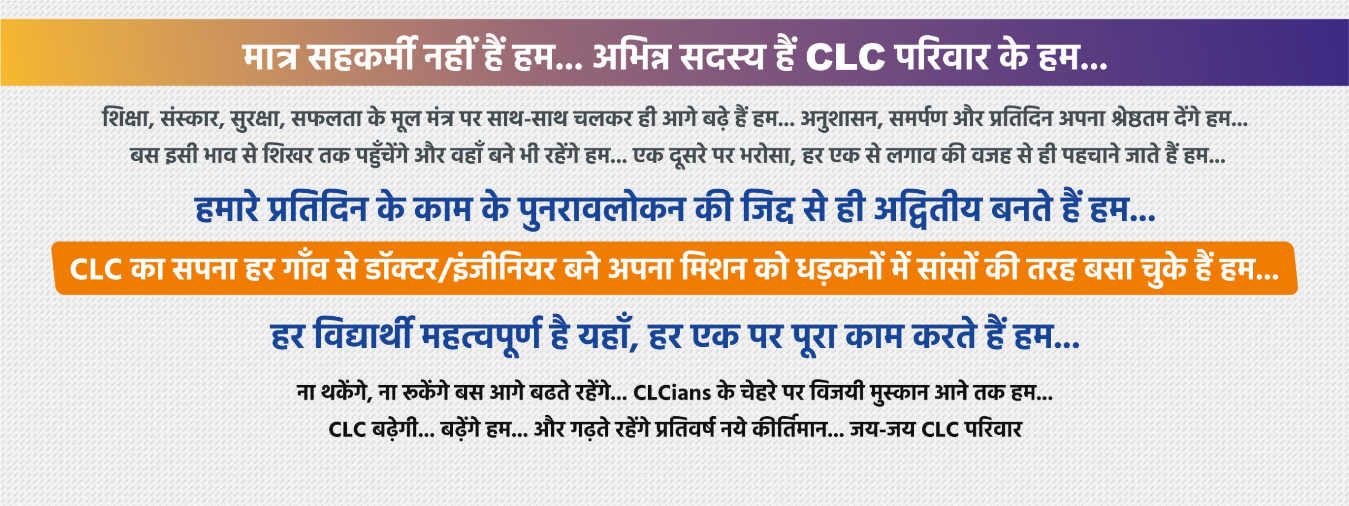 मात्र सहकर्मी नहीं हैं हम... अभिन्न सदस्य हैं CLC परिवार के हम...
शिक्षा, संस्कार, सुरक्षा, सफलता के मूल मंत्र पर साथ-साथ चलकर ही आगे बढ़े हैं हम... अनुशासन, समर्पण और प्रतिदिन अपना श्रेष्ठतम देंगे हम...
बस इसी भाव से शिखर तक पहुँचेंगे और वहाँ बने भी रहेंगे हम... एक दूसरे पर भरोसा, हर एक से लगाव की वजह से ही पहचाने जाते हैं हम...
हमारे प्रतिदिन के काम के पुनरावलोकन की जिद्द से ही अद्वितीय बनते हैं हम...
CLC का सपना हर गाँव से डॉक्टर/इंजीनियर बने अपना मिशन को धड़कनों में सांसों की तरह बसा चुके हैं हम...
हर विद्यार्थी महत्वपूर्ण है यहाँ, हर एक पर पूरा काम करते हैं हम...
ना थकेंगे, ना रूकेंगे बस आगे बढते रहेंगे... CLCians के चेहरे पर विजयी मुस्कान आने तक हम...
CLC बढ़ेगी... बढ़ेंगे हम... और गढ़ते रहेंगे प्रतिवर्ष नये कीर्तिमान... जय-जय CLC परिवार